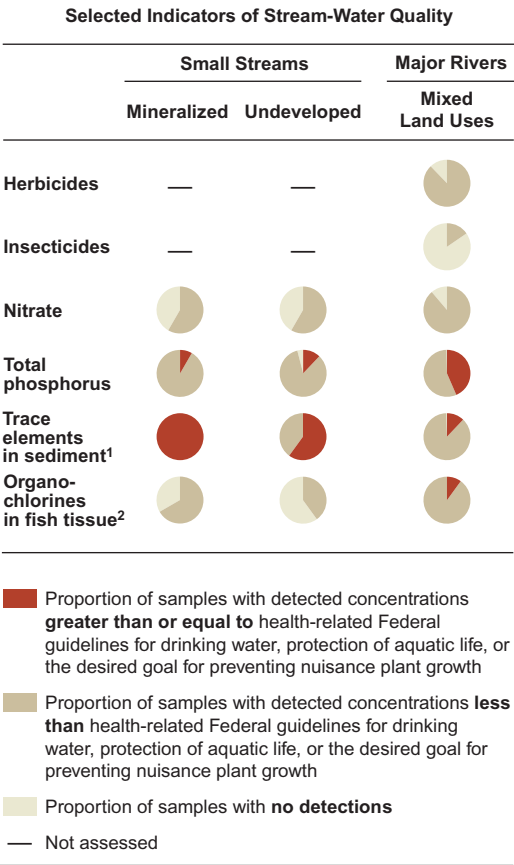 Selected Indicators of Stream-Water Quality
Small Streams
Major Rivers
Mineralized
Undeveloped
Mixed
Land Uses
Herbicides
—
—
Insecticides
—
—
Nitrate
Total
phosphorus
Trace
elements
in sediment¹
Organo-
chlorines
in fish tissue²
Proportion of samples with detected concentrations
greater than or equal to health-related Federal
guidelines for drinking water, protection of aquatic life, or
the desired goal for preventing nuisance plant growth
Proportion of samples with detected concentrations less
than health-related Federal guidelines for drinking
water, protection of aquatic life, or the desired goal for
preventing nuisance plant growth
Proportion of samples with no detections
— Not assessed